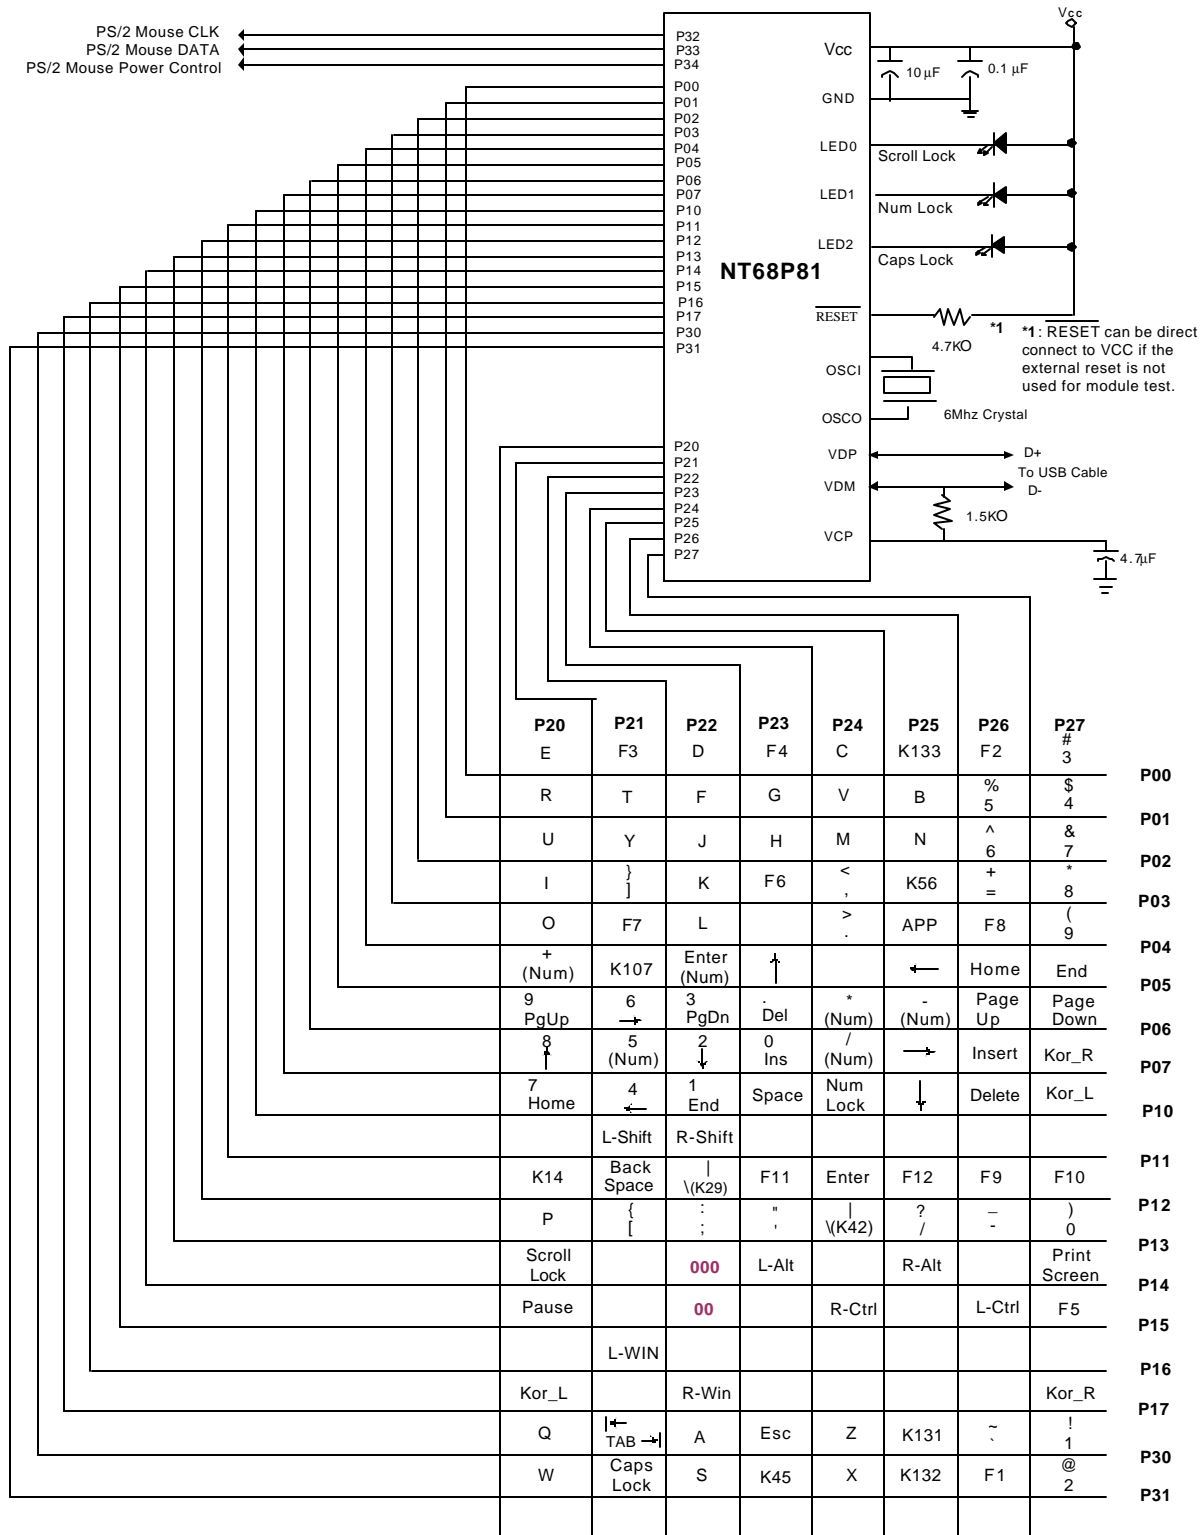 PS/2 Mouse CLK
PS/2 Mouse DATA
PS/2 Mouse Power Control
P32
P33
P34
P00
P01
P02
P03
P04
P05
P06
P07
P10
P11
P12
P13
P14
P15
P16
P17
P30
P31
P20
P21
P22
P23
P24
P25
P26
P27
NT68P81
Vcc
GND
LED0
LED1
LED2
RESET
OSCI
OSCO
VDP
VDM
VCP
Vcc
10 µF
0.1 µF
Scroll Lock
Num Lock
Caps Lock
4.7KO
*1
*1: RESET can be direct
connect to VCC if the
external reset is not
used for module test.
6Mhz Crystal
D+
To USB Cable
D-
1.5KO
4.7µF
P20 P21 P22 P23 P24 P25 P26 P27
#
E F3 D F4 C K133 F2 3
P00
% $
R T F G V B 5 4
P01
^ &
U Y J H M N 6 7
P02
} < + *
I ] K F6 , K56 = 8
P03
> (
O F7 L . APP F8 9
P04
+ Enter
(Num) K107 (Num) Home End
P05
9 6 3 . * - Page Page
PgUp PgDn Del (Num) (Num) Up Down
P06
8 5 2 0 /
(Num) Ins (Num) Insert Kor_R
P07
7 4 1 Space Num Delete Kor_L
Home End Lock
P10
L-Shift R-Shift
P11
K14 Back | F11 Enter F12 F9 F10
Space \(K29)
P12
{ : " | ? _ )
P [ ; ' \(K42) / - 0
P13
Scroll 000 L-Alt R-Alt Print
Lock Screen
P14
Pause 00 R-Ctrl L-Ctrl F5
P15
L-WIN
P16
Kor_L R-Win Kor_R
P17
~ !
Q TAB A Esc Z K131 ` 1
P30
Caps @
W Lock S K45 X K132 F1 2
P31